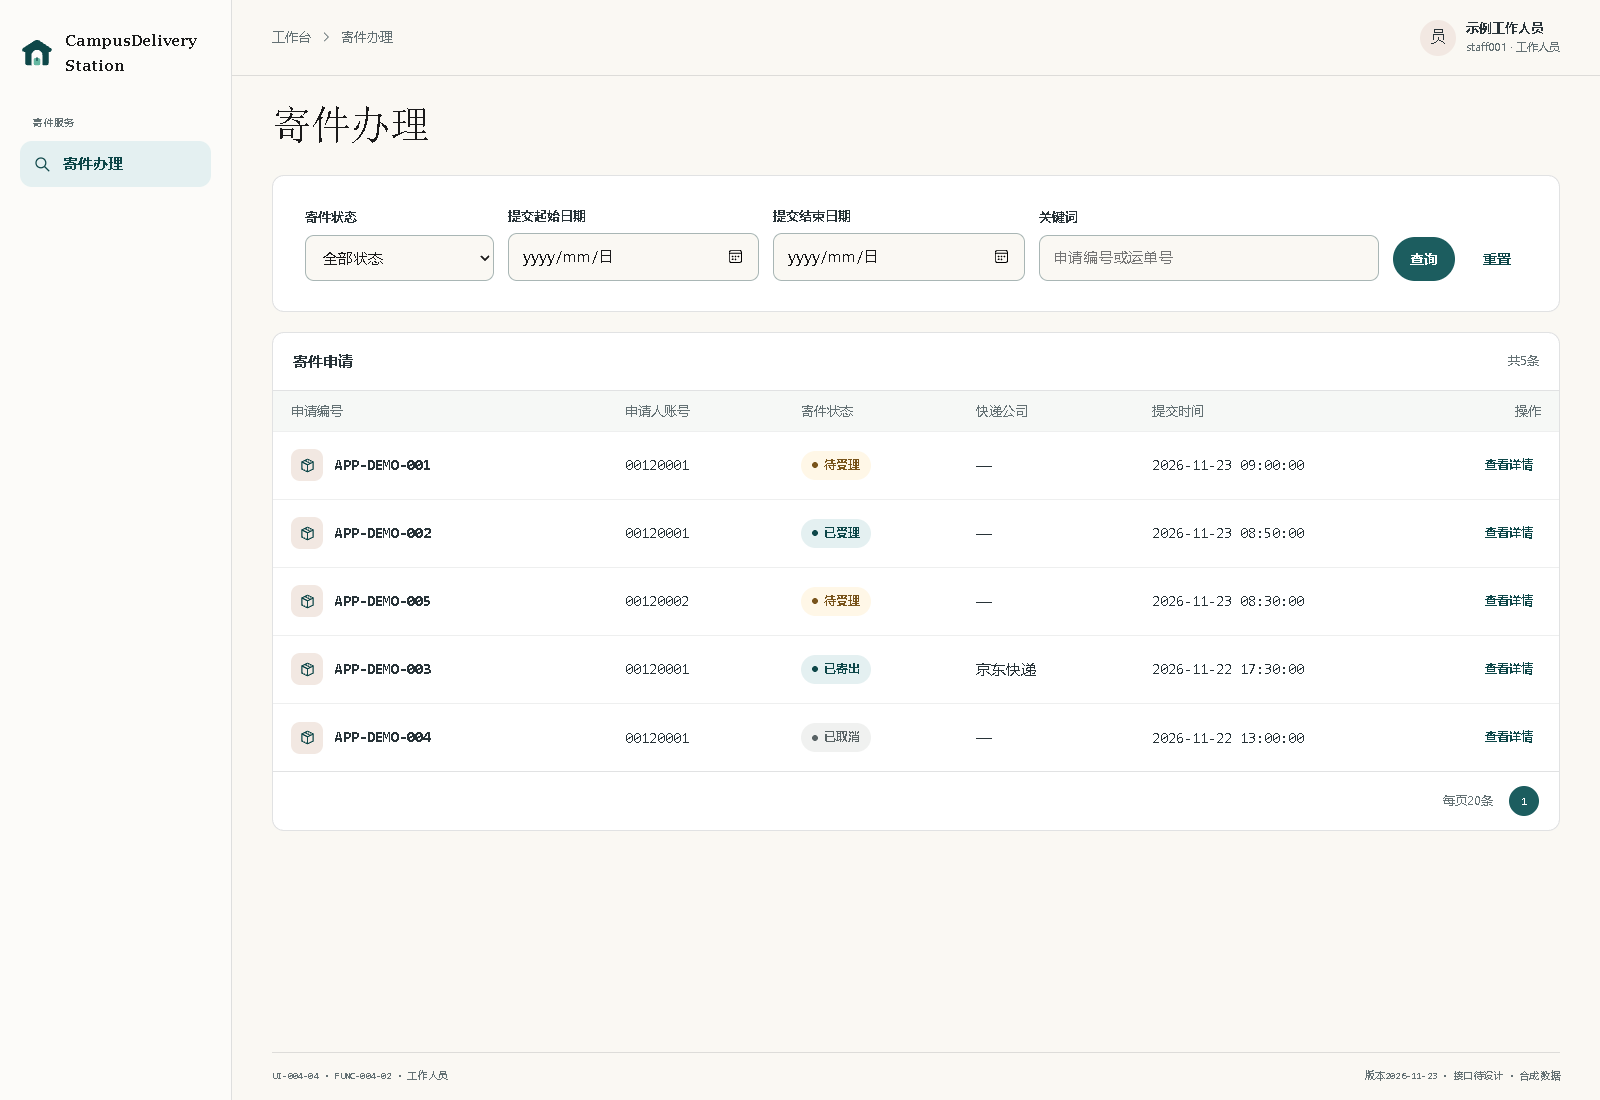 CampusDelivery
Station
寄件服务
寄件办理
工作台 > 寄件办理
员
示例工作人员
staff001 · 工作人员
寄件办理
寄件状态
全部状态
提交起始日期
yyyy/mm/日
提交结束日期
yyyy/mm/日
关键词
申请编号或运单号
查询
重置
寄件申请
共5条
申请编号 申请人账号 寄件状态 快递公司 提交时间 操作
APP-DEMO-001 00120001 待受理 — 2026-11-23 09:00:00 查看详情
APP-DEMO-002 00120001 已受理 — 2026-11-23 08:50:00 查看详情
APP-DEMO-005 00120002 待受理 — 2026-11-23 08:30:00 查看详情
APP-DEMO-003 00120001 已寄出 京东快递 2026-11-22 17:30:00 查看详情
APP-DEMO-004 00120001 已取消 — 2026-11-22 13:00:00 查看详情
每页20条 1
UI-004-04 · FUNC-004-02 · 工作人员
版本2026-11-23 · 接口待设计 · 合成数据